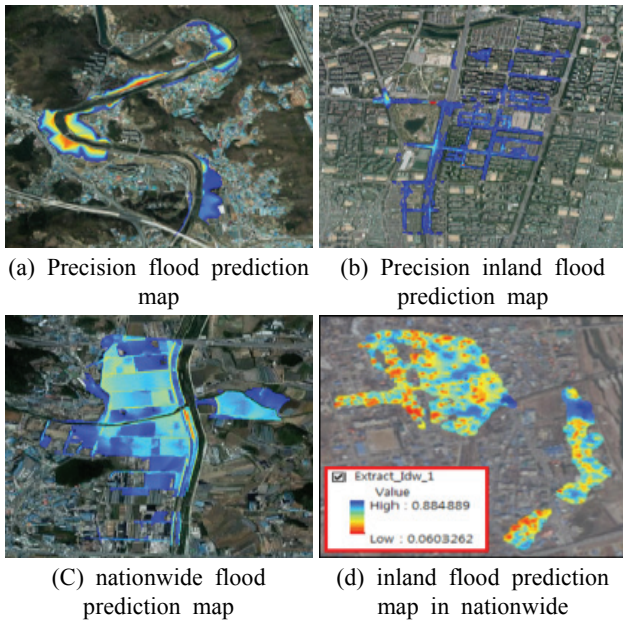 (a) Precision flood prediction
map
(b) Precision inland flood
prediction map
Extract_Idw_1
Value
High : 0.884889
Low : 0.0603262
(C) nationwide flood
prediction map
(d) inland flood prediction
map in nationwide